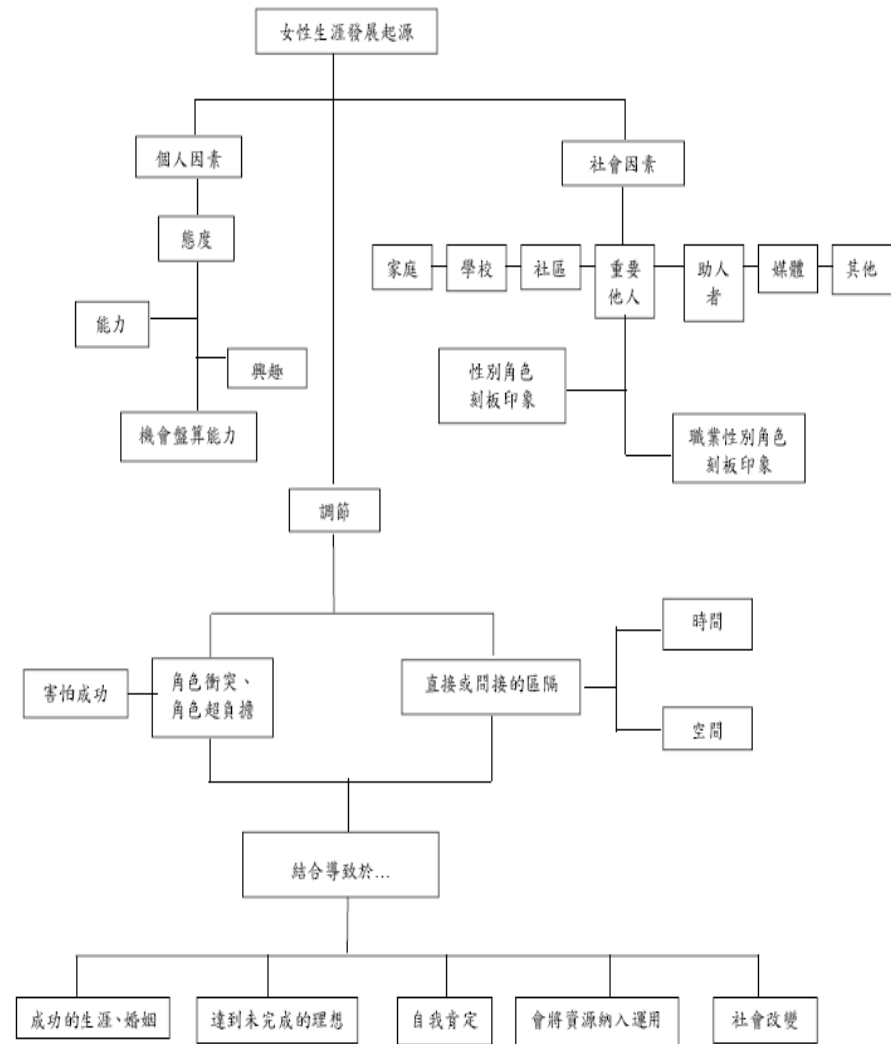 女性生涯發展起源
個人因素
社會因素
態度
家庭
學校
社區
重要
他人
助人
者
媒體
其他
能力
興趣
性別角色
刻板印象
機會盤算能力
職業性別角色
刻板印象
調節
時間
害怕成功
角色衝突、
角色超負擔
直接或間接的區隔
空間
結合導致於...
成功的生涯、婚姻
達到未完成的理想
自我肯定
會將資源納入運用
社會改變